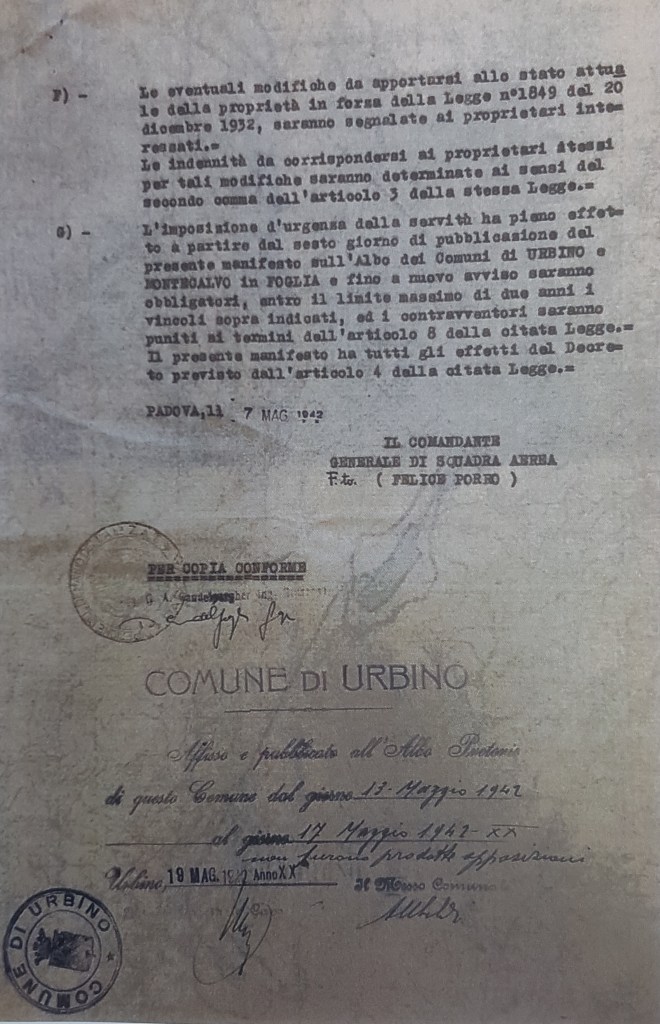 F) - Le eventuali modifiche da apportarsi allo stato attua
le della proprietà in forza della Legge n°1849 del 20
dicembre 1932, saranno segnalate ai proprietari inte=
ressati.=
Le indennità da corrispondersi ai proprietari stessi
per tali modifiche saranno determinate ai sensi del
secondo comma dell'articolo 3 della stessa Legge.=
G) - L'imposizione d'urgenza della servitù ha pieno effet=
to a partire dal sesto giorno di pubblicazione del
presente manifesto sull'Albo dei Comuni di URBINO e
MONTECALVO in FOGLIA e fino a nuovo avviso saranno
obbligatori, entro il limite massimo di due anni i
vincoli sopra indicati, ed i contravventori saranno
puniti ai termini dell'articolo 8 della citata Legge.=
Il presente manifesto ha tutti gli effetti del Decre=
to previsto dall'articolo 4 della citata Legge.=
PADOVA, li 7 MAG 1942
IL COMANDANTE
GENERALE DI SQUADRA AEREA
F.to. ( FELICE PORRO )
PER COPIA CONFORME
COMUNE DI URBINO
Affisso e pubblicato all'Albo Pretorio
di questo Comune dal giorno 13 Maggio 1942
al giorno 17 Maggio 1942 - XX
non furono prodotte opposizioni
Urbino, 19 MAG. 1942 Anno XX
Il Messo Comunale
COMUNE DI URBINO